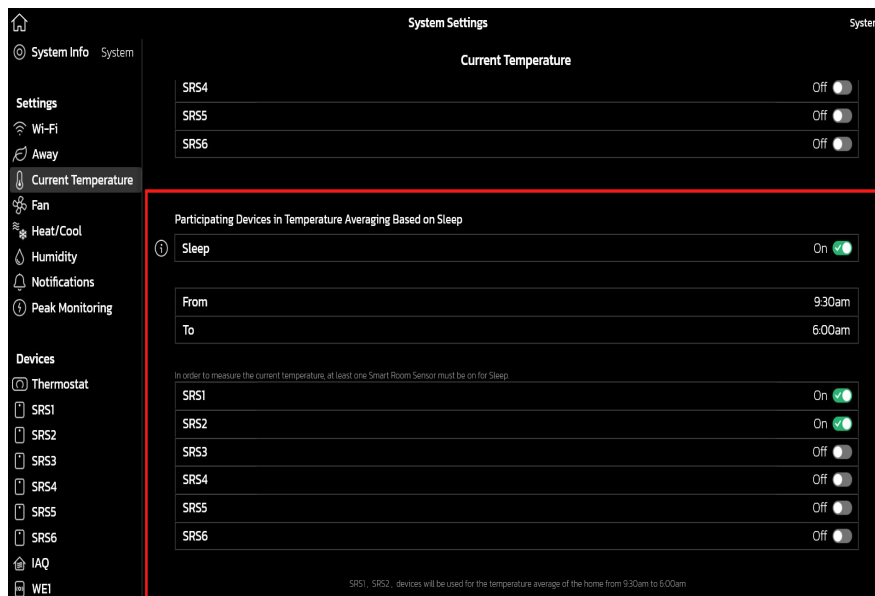 System Settings
System
System Info System
Current Temperature
SRS4 Off
Settings
SRS5 Off
Wi-Fi
SRS6 Off
Away
Current Temperature
Fan
Participating Devices in Temperature Averaging Based on Sleep
Heat/Cool
Sleep On
Humidity
Notifications
From 9:30am
Peak Monitoring
To 6:00am
Devices
In order to measure the current temperature, at least one Smart Room Sensor must be on for Sleep
Thermostat
SRS1 On
SRS1
SRS2 On
SRS2
SRS3 Off
SRS3
SRS4 Off
SRS4
SRS5 Off
SRS5
SRS6 Off
SRS6
IAQ
SRS1, SRS2, devices will be used for the temperature average of the home from 9:30am to 6:00am
WE1